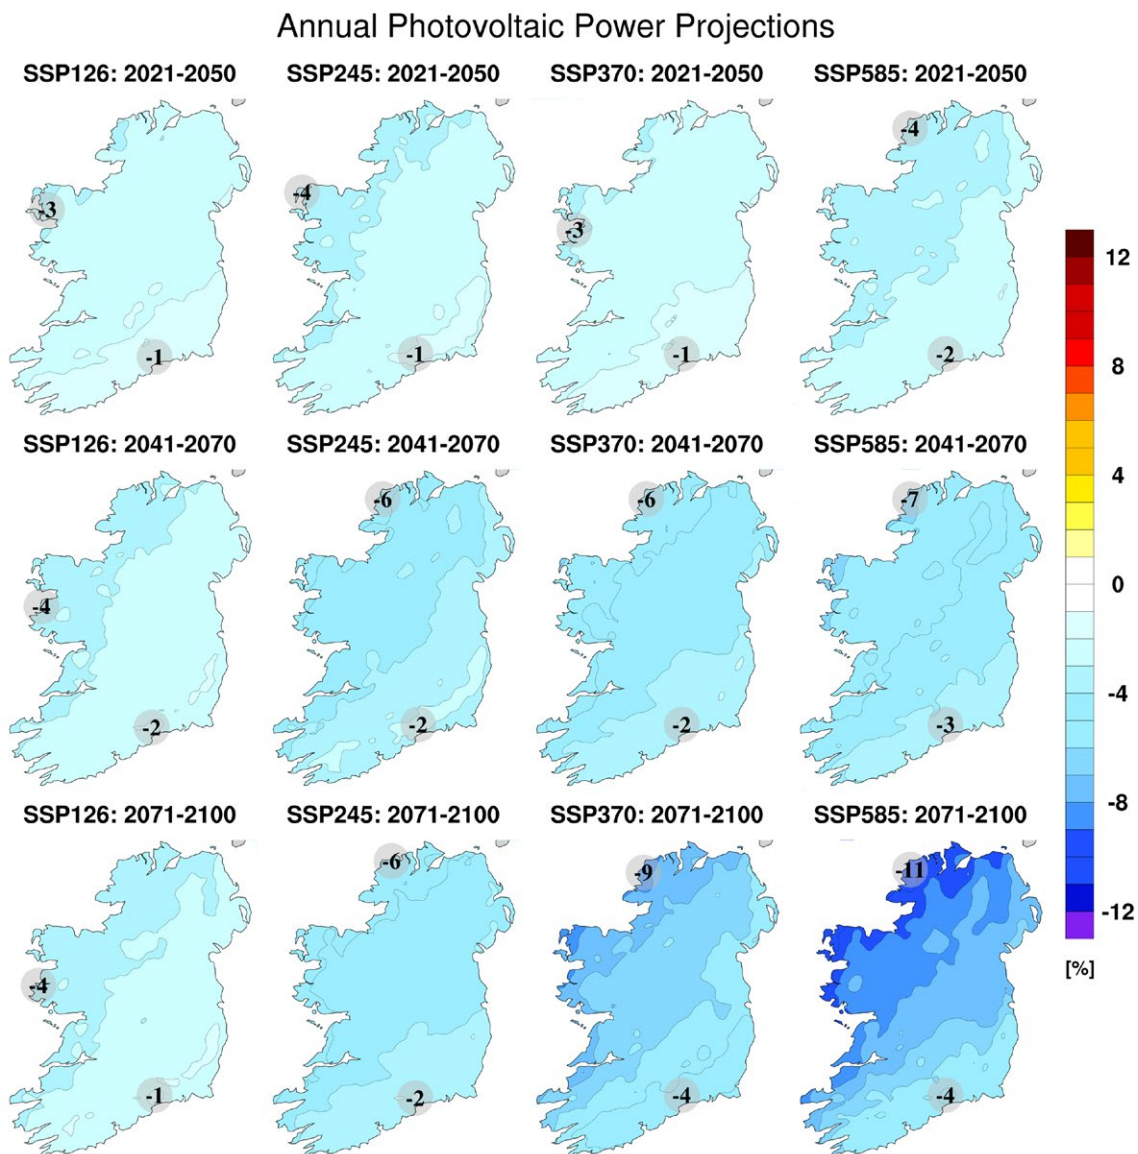 Annual Photovoltaic Power Projections
SSP126: 2021-2050 SSP245: 2021-2050 SSP370: 2021-2050 SSP585: 2021-2050
-4
-4
-3
-3
12
-1 -1 -1 -2
8
SSP126: 2041-2070 SSP245: 2041-2070 SSP370: 2041-2070 SSP585: 2041-2070
4
-6 -6 -7
0
-4
-4
-2 -2 -2 -3
-8
SSP126: 2071-2100 SSP245: 2071-2100 SSP370: 2071-2100 SSP585: 2071-2100
-6 -9 -11
-12
[%]
-4
-1 -2 -4 -4